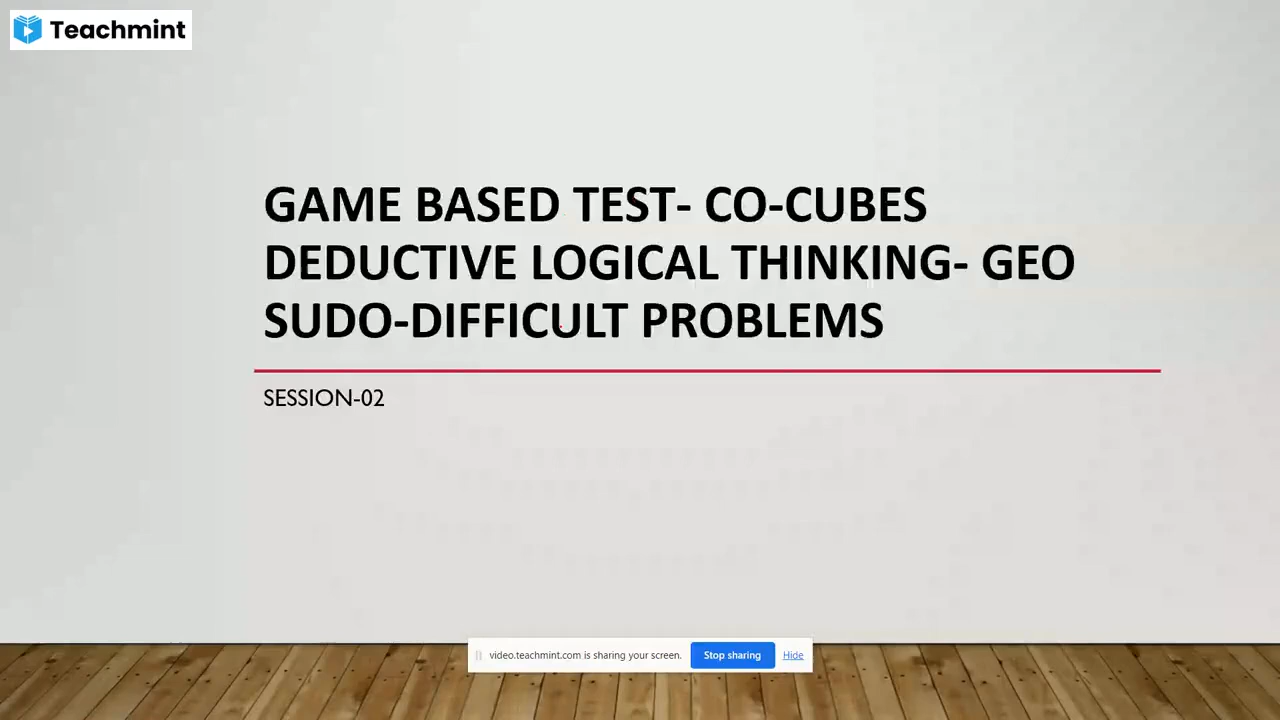 Teachmint
GAME BASED TEST- CO-CUBES
DEDUCTIVE LOGICAL THINKING- GEO
SUDO-DIFFICULT PROBLEMS
SESSION-02
video.teachmint.com is sharing your screen. Stop sharing Hide